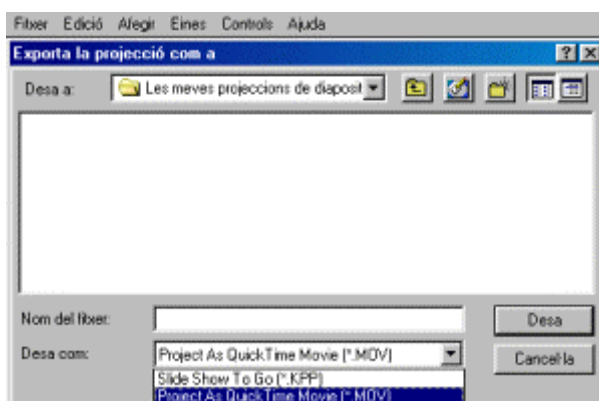 Fitxer Edició Afegir Eines Controls Ajuda
Exporta la projecció com a
Desa a: Les meves projeccions de diaposit
Nom del fitxer: Desa
Desa com: Project As QuickTime Movie (*.MOV) Cancel·la
Slide Show To Go (*.KPP)
Project As QuickTime Movie (*.MOV)